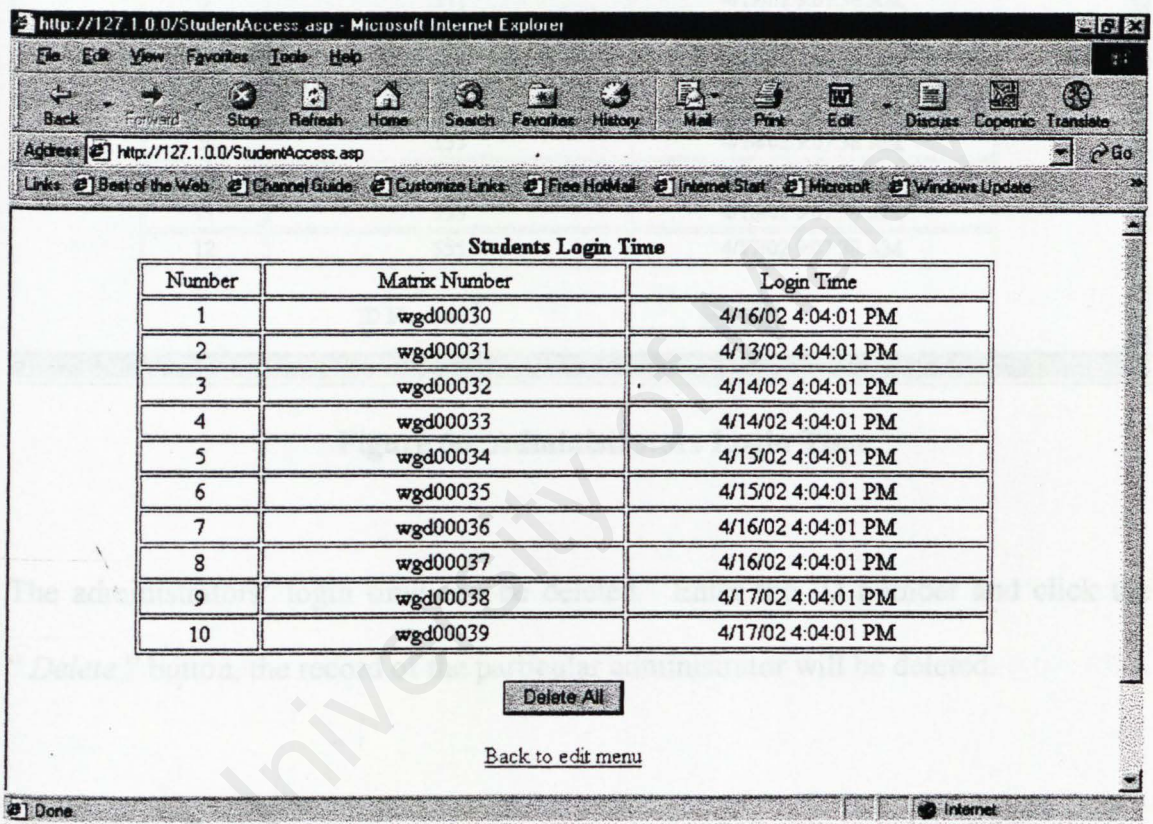 http://127.1.0.0/StudentAccess.asp - Microsoft Internet Explorer
File Edit View Favorites Tools Help
Back Forward Stop Refresh Home Search Favorites History Mail Print Edit Discuss Copernic Translate
Address http://127.1.0.0/StudentAccess.asp Go
Links Best of the Web Channel Guide Customize Links Free HotMail Internet Start Microsoft Windows Update
Students Login Time
Number Matrix Number Login Time
1 wgd00030 4/16/02 4:04:01 PM
2 wgd00031 4/13/02 4:04:01 PM
3 wgd00032 4/14/02 4:04:01 PM
4 wgd00033 4/14/02 4:04:01 PM
5 wgd00034 4/15/02 4:04:01 PM
6 wgd00035 4/15/02 4:04:01 PM
7 wgd00036 4/16/02 4:04:01 PM
8 wgd00037 4/16/02 4:04:01 PM
9 wgd00038 4/17/02 4:04:01 PM
10 wgd00039 4/17/02 4:04:01 PM
The administrators login be deleted and click
"Delete" button, the record of the particular administrator will be deleted.
Delete All
Back to edit menu
Done Internet
University of Malay